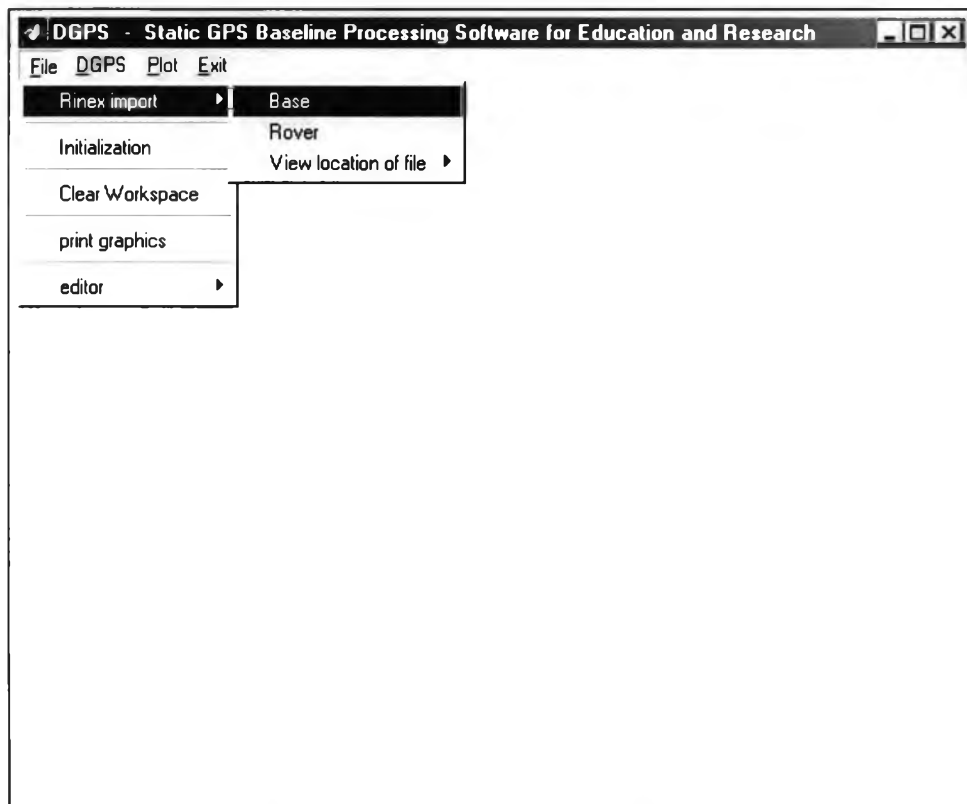 DGPS - Static GPS Baseline Processing Software for Education and Research
File DGPS Plot Exit
Rinex import
Initialization
Clear Workspace
print graphics
editor
Base
Rover
View location of file